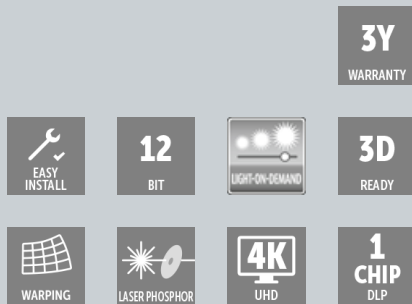 3Y
WARRANTY
EASY
INSTALL
12
BIT
LIGHT-ON-DEMAND
3D
READY
WARPING
LASER PHOSPHOR
4K
UHD
1
CHIP
DLP